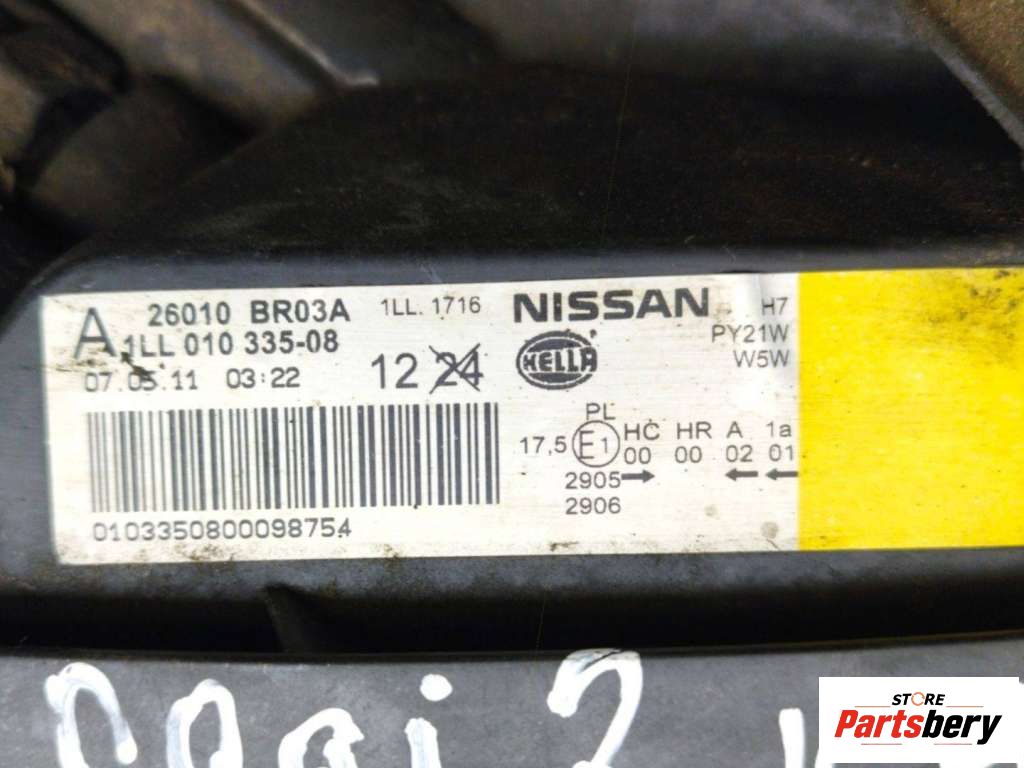 A 26010 BR03A 1LL. 1716 NISSAN H7
1LL 010 335-08 HELLA PY21W
07.05.11 03:22 12 24 W5W
PL
17,5 E1 HC HR A 1a
00 00 02 01
2905 → ← ←
2906
0103350800098754
STORE
Partsbery